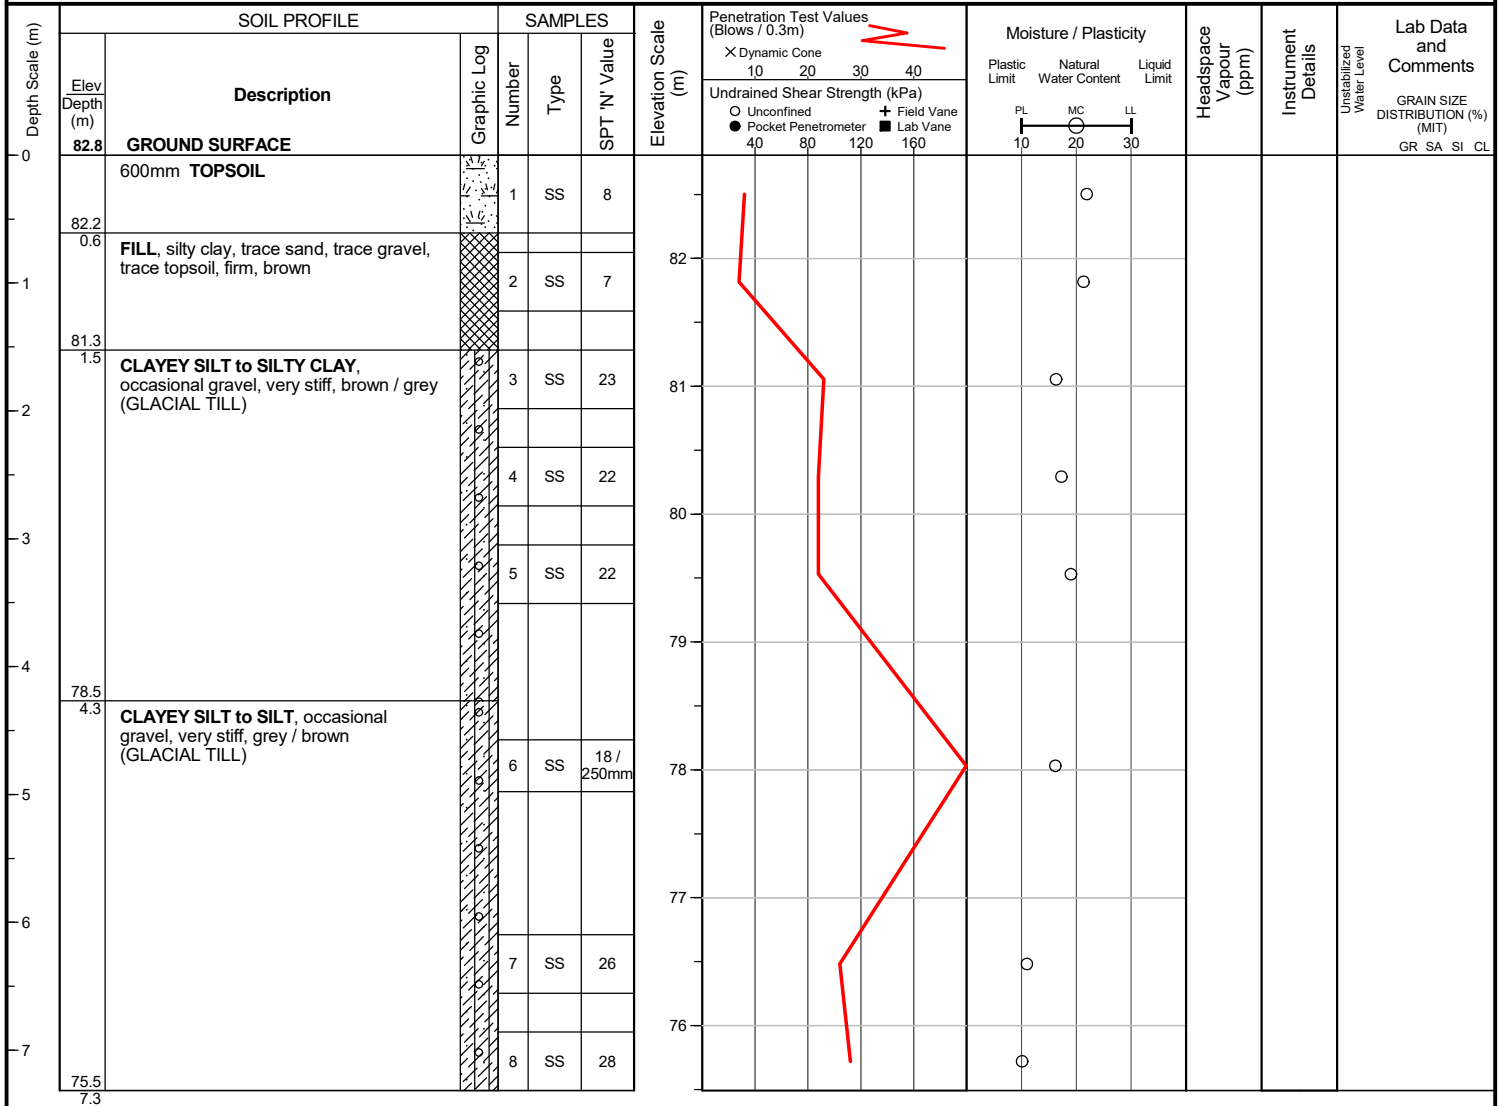 Depth Scale (m)
SOIL PROFILE
Elev
Depth
(m)
Description
Graphic Log
82.8 GROUND SURFACE
SAMPLES
Number
Type
SPT 'N' Value
Elevation Scale
(m)
Penetration Test Values
(Blows / 0.3m)
× Dynamic Cone
10 20 30 40
Undrained Shear Strength (kPa)
Unconfined + Field Vane
Pocket Penetrometer Lab Vane
40 80 120 160
Moisture / Plasticity
Plastic Natural Liquid
Limit Water Content Limit
PL MC LL
10 20 30
Headspace
Vapour
(ppm)
Instrument
Details
Unstabilized
Water Level
Lab Data
and
Comments
GRAIN SIZE
DISTRIBUTION (%)
(MIT)
GR SA SI CL
0
600mm TOPSOIL
1 SS 8
82.2
0.6
FILL, silty clay, trace sand, trace gravel,
trace topsoil, firm, brown
82
1
2 SS 7
81.3
1.5
CLAYEY SILT to SILTY CLAY,
occasional gravel, very stiff, brown / grey
(GLACIAL TILL)
3 SS 23
81
2
4 SS 22
80
3
5 SS 22
79
4
78.5
4.3
CLAYEY SILT to SILT, occasional
gravel, very stiff, grey / brown
(GLACIAL TILL)
6 SS 18 /
250mm
78
5
77
6
7 SS 26
76
7
8 SS 28
75.5
7.3